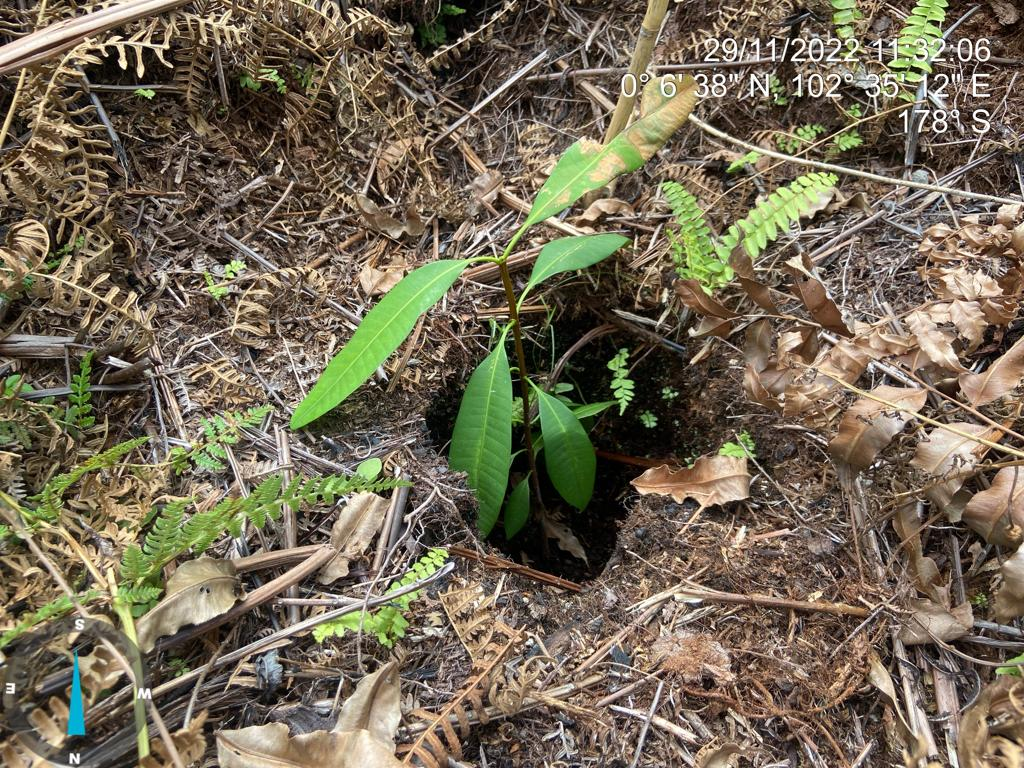 29/11/2022 11:32:06
0° 6' 38" N, 102° 35' 12" E
178° S
S
E W
N